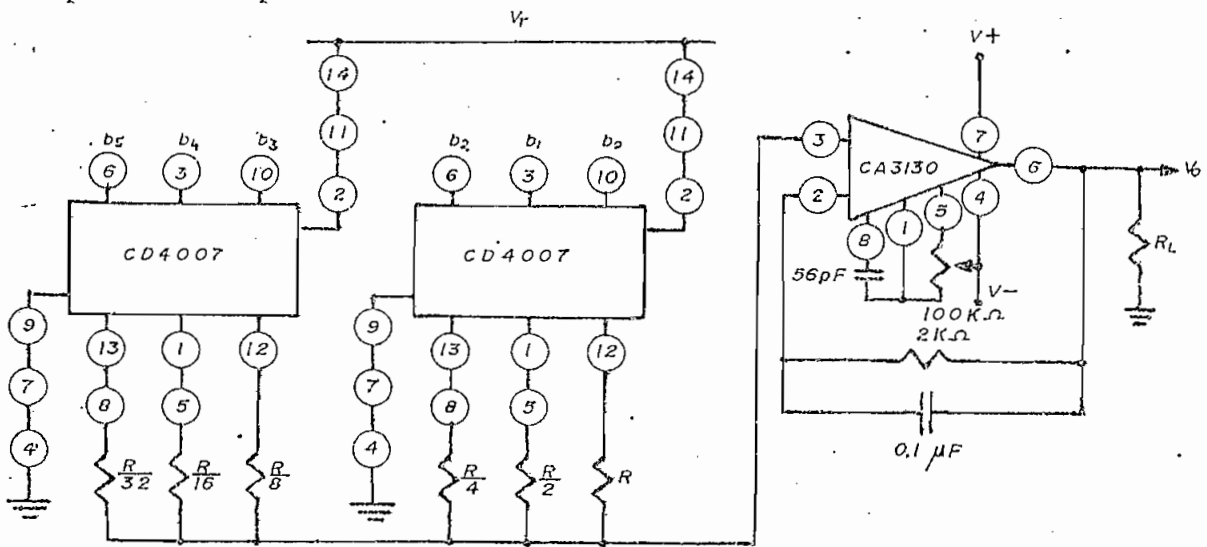 Vr
V+
14 14
11 11
7
b5 b4 b3 b2 b1 b0
6 3 10 2 6 3 10 2
3 CA3130 6 Vo
2 4
5
8 1
CD4007 CD4007
56pF
V-
RL
100KΩ
2KΩ
9 13 1 12 9 13 1 12
7 8 5 7 8 5
4 4
0.1 μF
R/32 R/16 R/8 R/4 R/2 R